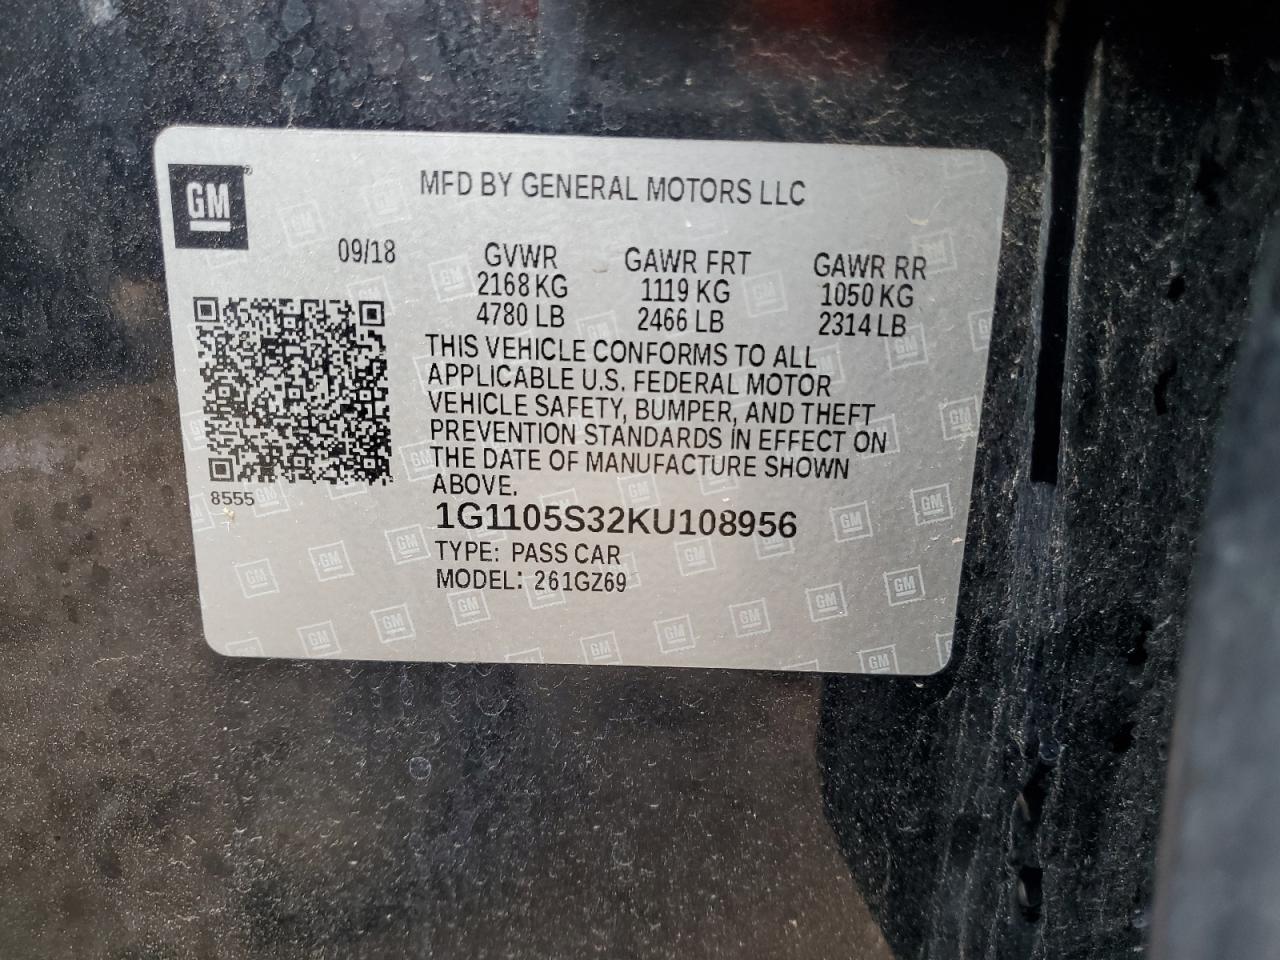 GM
MFD BY GENERAL MOTORS LLC
09/18
GVWR GAWR FRT GAWR RR
2168 KG 1119 KG 1050 KG
4780 LB 2466 LB 2314 LB
THIS VEHICLE CONFORMS TO ALL
APPLICABLE U.S. FEDERAL MOTOR
VEHICLE SAFETY, BUMPER, AND THEFT
PREVENTION STANDARDS IN EFFECT ON
THE DATE OF MANUFACTURE SHOWN
ABOVE.
8555
1G1105S32KU108956
TYPE: PASS CAR
MODEL: 261GZ69